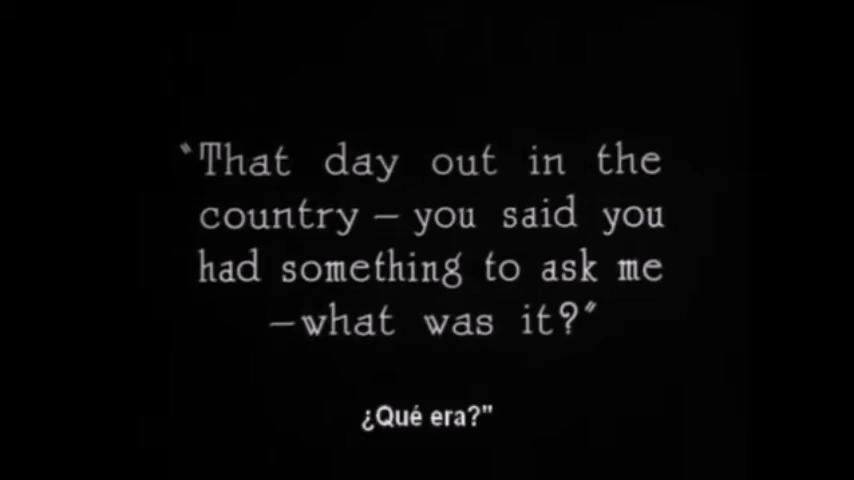 "That day out in the
country — you said you
had something to ask me
—what was it?"
¿Qué era?"